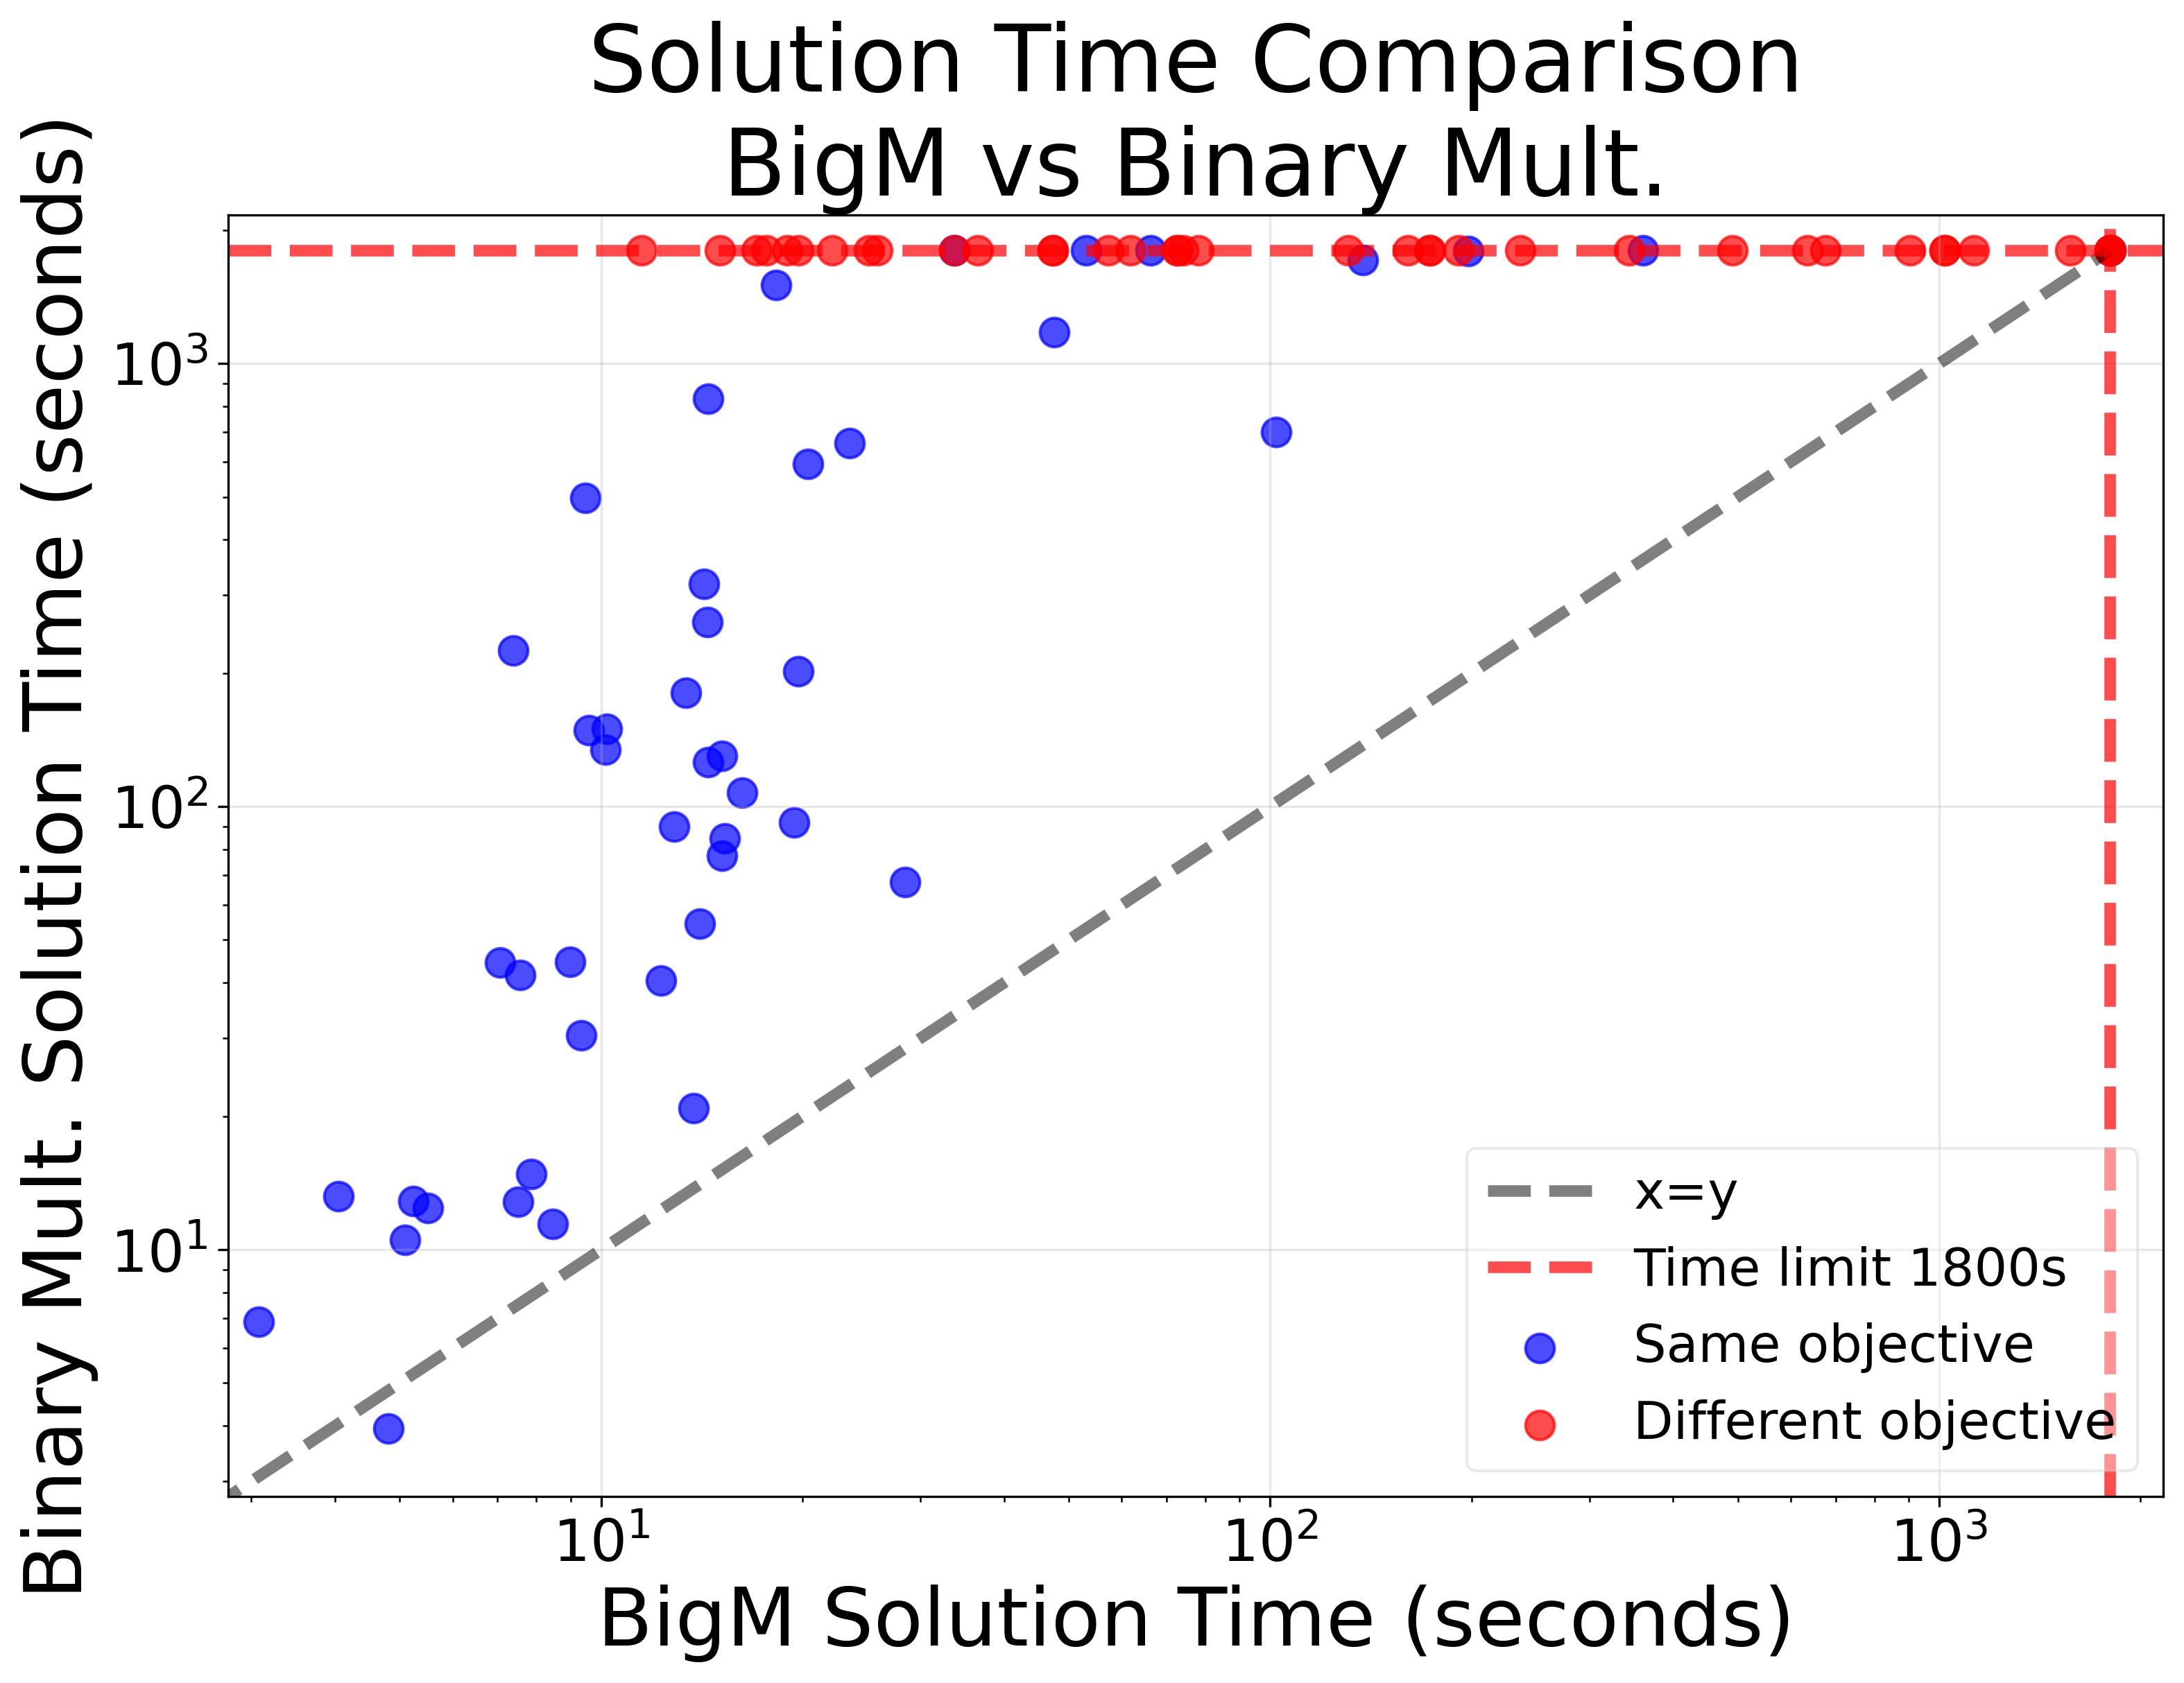 Solution Time Comparison
BigM vs Binary Mult.
Binary Mult. Solution Time (seconds)
10³
10²
10¹
x=y
Time limit 1800s
Same objective
Different objective
10¹ 10² 10³
BigM Solution Time (seconds)